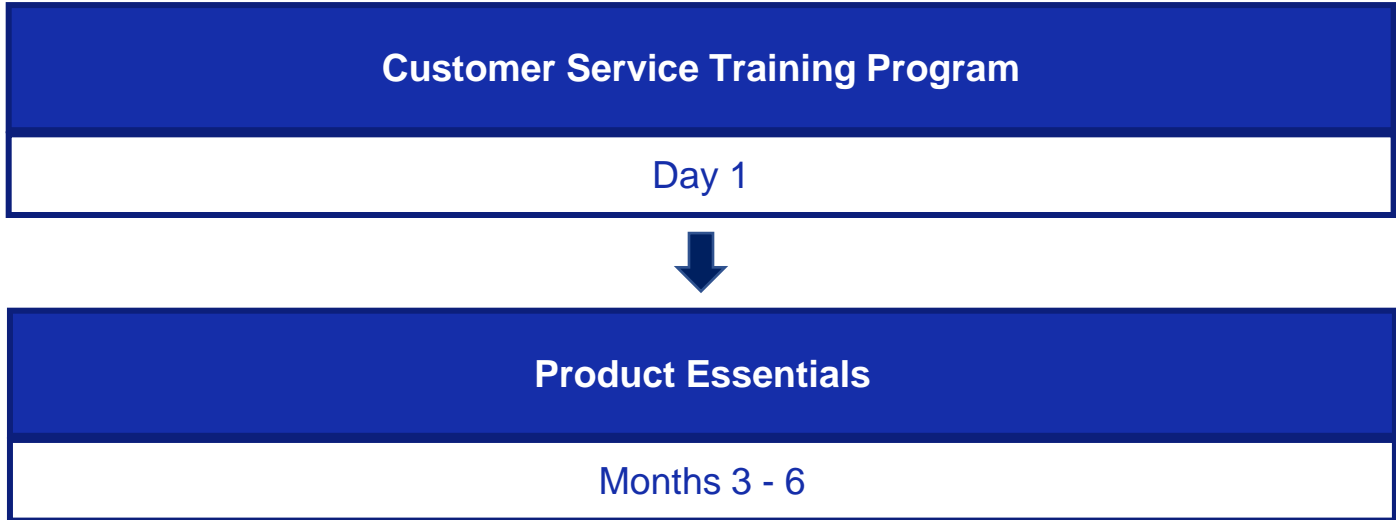 Customer Service Training Program
Day 1
Product Essentials
Months 3 - 6